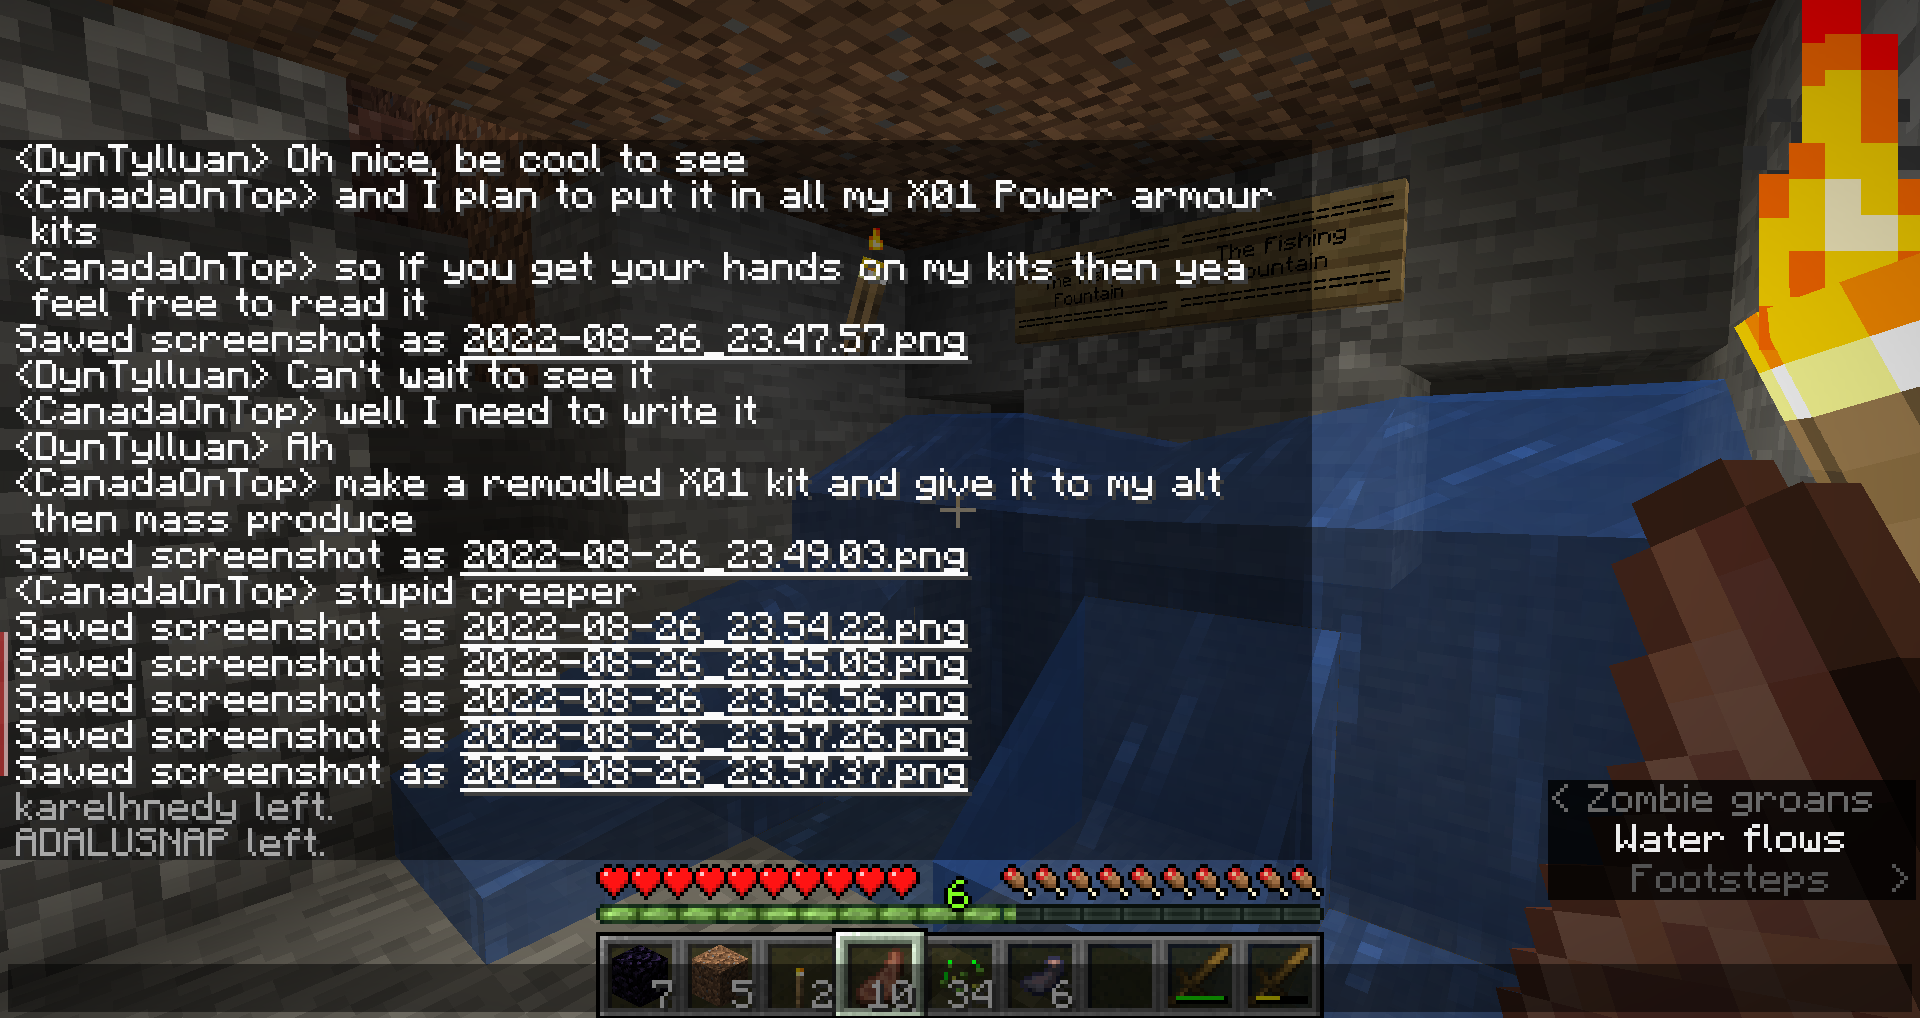 <DynTylluan> Oh nice, be cool to see
<CanadaOnTop> and I plan to put it in all my X01 Power armour
kits
<CanadaOnTop> so if you get your hands on my kits then yea
feel free to read it
Saved screenshot as 2022-08-26_23.47.57.png
<DynTylluan> Can't wait to see it
<CanadaOnTop> well I need to write it
<DynTylluan> Ah
<CanadaOnTop> make a remodled X01 kit and give it to my alt
then mass produce
Saved screenshot as 2022-08-26_23.49.03.png
<CanadaOnTop> stupid creeper
Saved screenshot as 2022-08-26_23.54.22.png
Saved screenshot as 2022-08-26_23.55.08.png
Saved screenshot as 2022-08-26_23.56.56.png
Saved screenshot as 2022-08-26_23.57.26.png
Saved screenshot as 2022-08-26_23.57.37.png
karelhnedy left.
ADALUSNAP left.
The
Fountain
The Fishing
Fountain
< Zombie groans
Water flows
Footsteps >
6
7 5 2 10 34 6